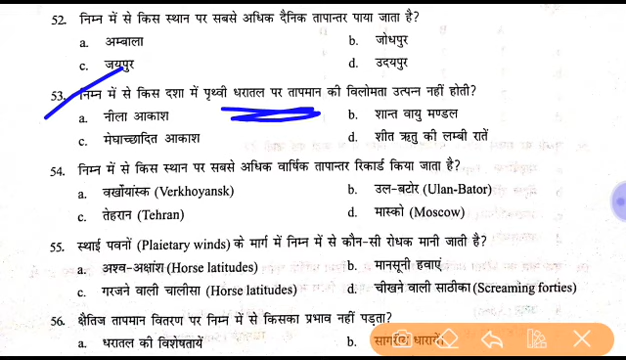 52. निम्न में से किस स्थान पर सबसे अधिक दैनिक तापान्तर पाया जाता है?
a. अम्बाला b. जोधपुर
c. जयपुर d. उदयपुर
53. निम्न में से किस दशा में पृथ्वी धरातल पर तापमान की विलोमता उत्पन्न नहीं होती?
a. नीला आकाश b. शान्त वायु मण्डल
c. मेघाच्छादित आकाश d. शीत ऋतु की लम्बी रातें
54. निम्न में से किस स्थान पर सबसे अधिक वार्षिक तापान्तर रिकार्ड किया जाता है?
a. वर्खोयांस्क (Verkhoyansk) b. उल-बटोर (Ulan-Bator)
c. तेहरान (Tehran) d. मास्को (Moscow)
55. स्थाई पवनों (Plaietary winds) के मार्ग में निम्न में से कौन-सी रोधक मानी जाती है?
a. अश्व-अक्षांश (Horse latitudes) b. मानसूनी हवाएं
c. गरजने वाली चालीसा (Horse latitudes) d. चीखने वाली साठीका (Screaming forties)
56. क्षैतिज तापमान वितरण पर निम्न में से किसका प्रभाव नहीं पड़ता?
a. धरातल की विशेषतायें b. सागरीय धारायें